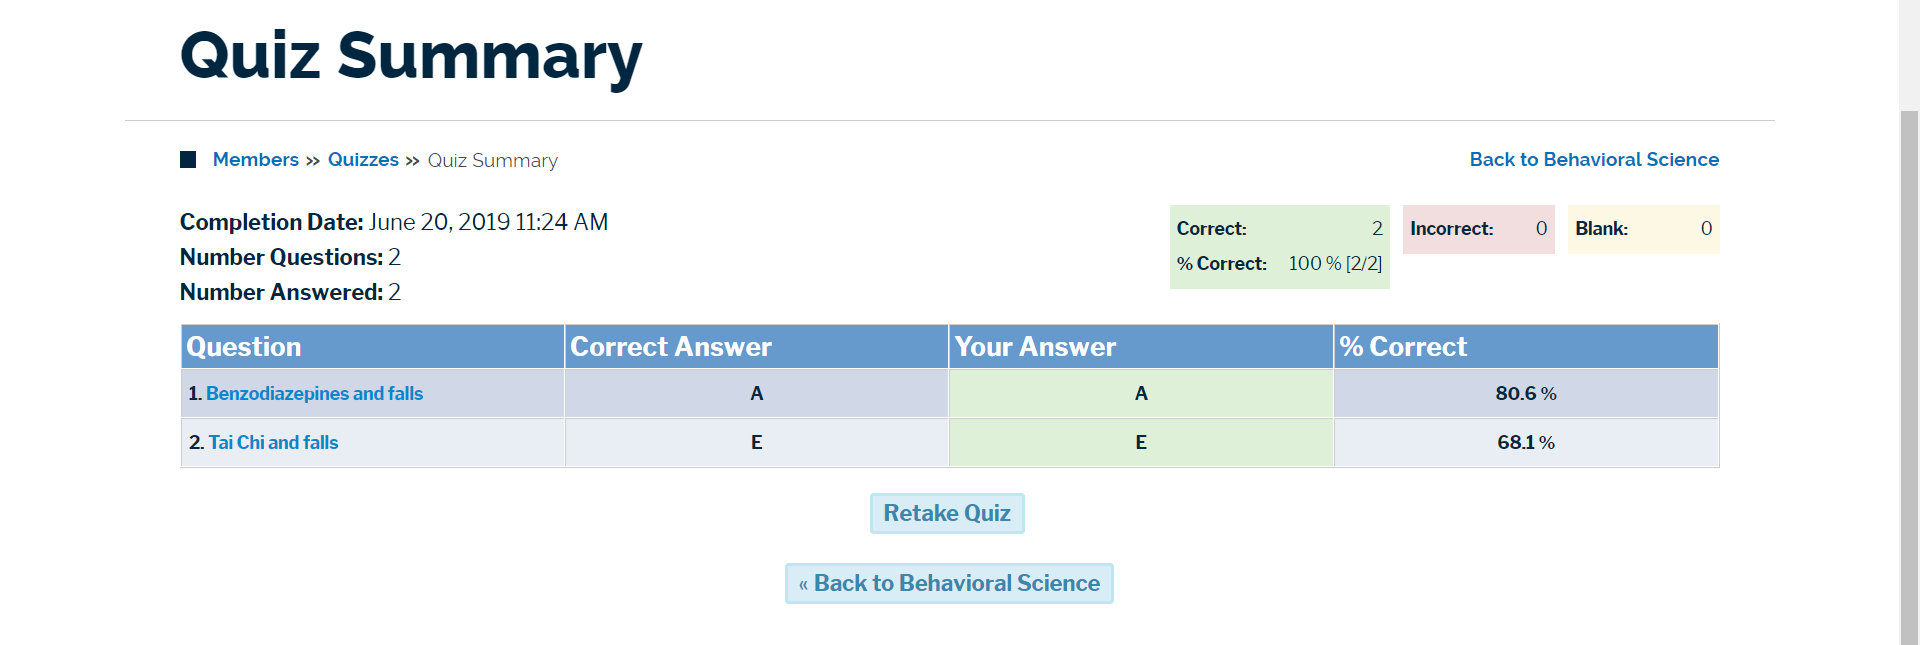 Quiz Summary
Members » Quizzes » Quiz Summary
Back to Behavioral Science
Completion Date: June 20, 2019 11:24 AM
Number Questions: 2
Number Answered: 2
Correct: 2
% Correct: 100 % [2/2]
Incorrect: 0
Blank: 0
Question Correct Answer Your Answer % Correct
1. Benzodiazepines and falls A A 80.6 %
2. Tai Chi and falls E E 68.1 %
Retake Quiz
« Back to Behavioral Science